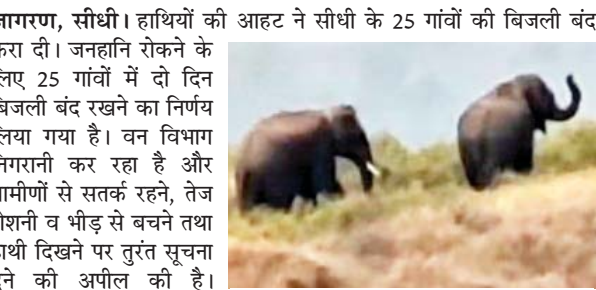 जागरण, सीधी। हाथियों की आहट ने सीधी के 25 गांवों की बिजली बंद
करा दी। जनहानि रोकने के
लिए 25 गांवों में दो दिन
बिजली बंद रखने का निर्णय
लिया गया है। वन विभाग
निगरानी कर रहा है और
ग्रामीणों से सतर्क रहने, तेज
रोशनी व भीड़ से बचने तथा
हाथी दिखने पर तुरंत सूचना
देने की अपील की है।